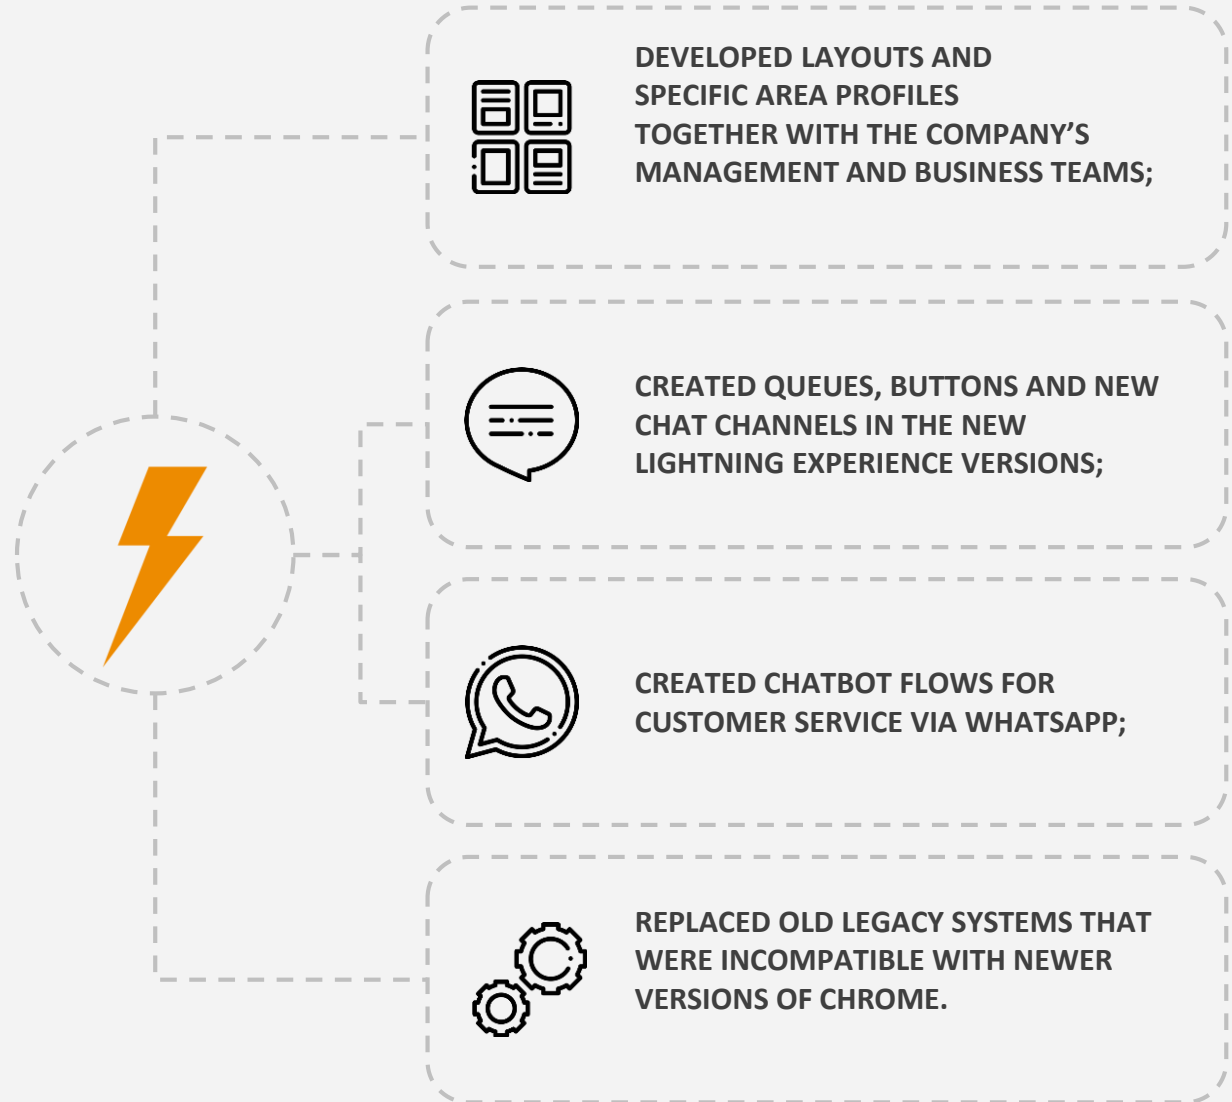 DEVELOPED LAYOUTS AND
SPECIFIC AREA PROFILES
TOGETHER WITH THE COMPANY’S
MANAGEMENT AND BUSINESS TEAMS;
CREATED QUEUES, BUTTONS AND NEW
CHAT CHANNELS IN THE NEW
LIGHTNING EXPERIENCE VERSIONS;
CREATED CHATBOT FLOWS FOR
CUSTOMER SERVICE VIA WHATSAPP;
REPLACED OLD LEGACY SYSTEMS THAT
WERE INCOMPATIBLE WITH NEWER
VERSIONS OF CHROME.